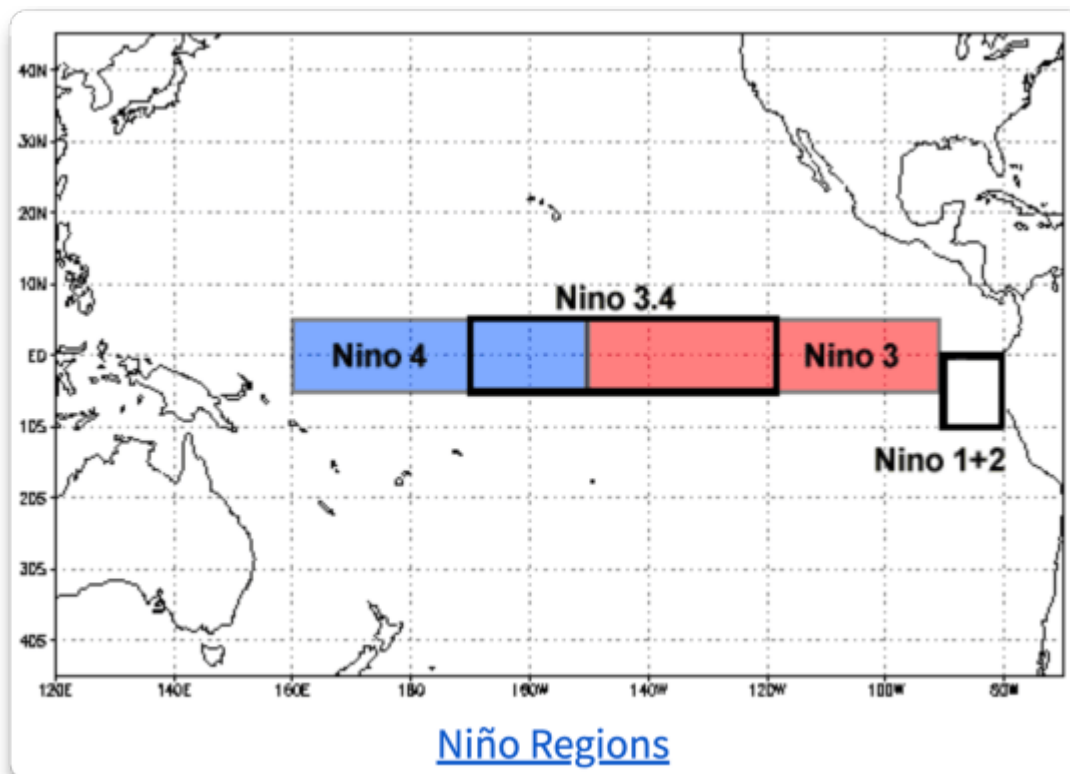 40N
30N
20N
10N
Nino 3.4
EQ
Nino 4
Nino 3
10S
Nino 1+2
20S
30S
40S
120E 140E 160E 180 160W 140W 120W 100W 80W
Niño Regions